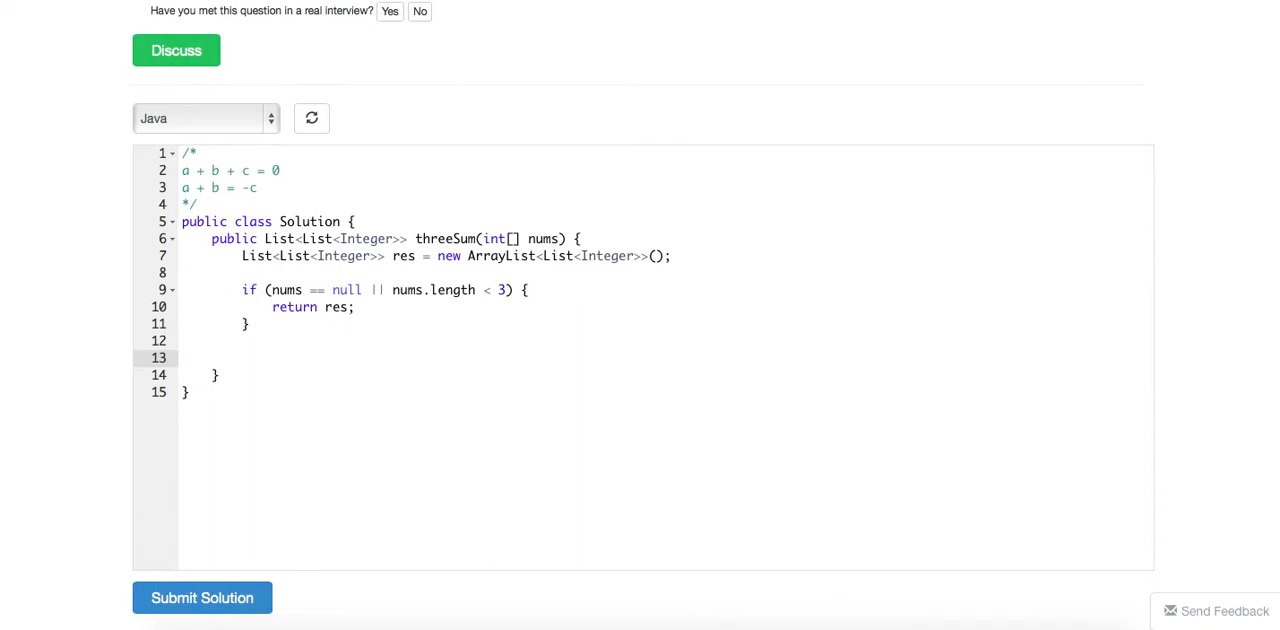 Have you met this question in a real interview? Yes No
Discuss
Java
1 /*
2 a + b + c = 0
3 a + b = -c
4 */
5 public class Solution {
6 public List<List<Integer>> threeSum(int[] nums) {
7 List<List<Integer>> res = new ArrayList<List<Integer>>();
8
9 if (nums == null || nums.length < 3) {
10 return res;
11 }
12
13
14 }
15 }
Submit Solution
Send Feedback